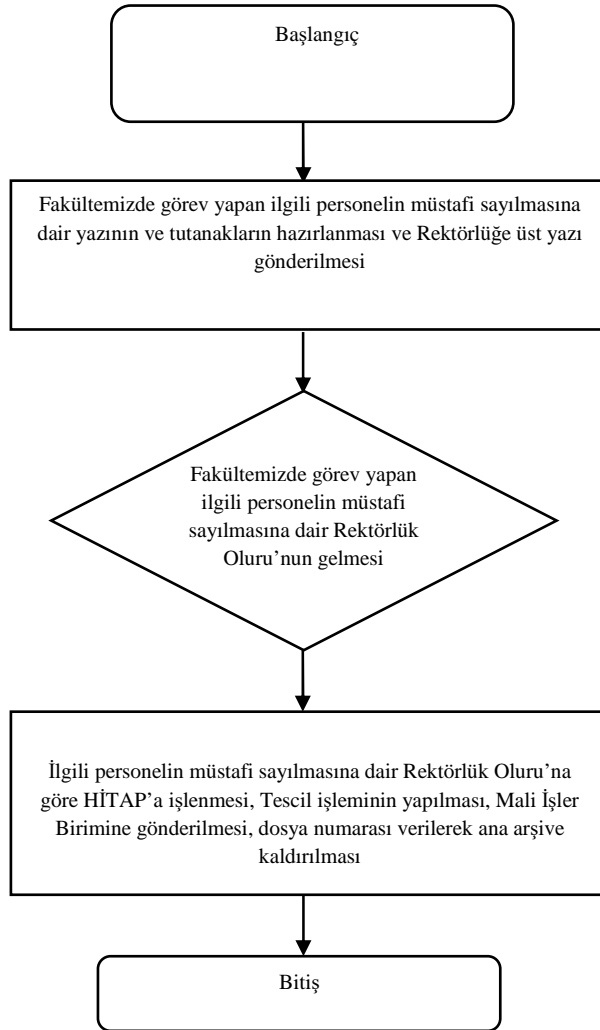 Başlangıç
Fakültemizde görev yapan ilgili personelin müstafi sayılmasına
dair yazının ve tutanakların hazırlanması ve Rektörlüğe üst yazı
gönderilmesi
Fakültemizde görev yapan
ilgili personelin müstafi
sayılmasına dair Rektörlük
Oluru’nun gelmesi
İlgili personelin müstafi sayılmasına dair Rektörlük Oluru’na
göre HİTAP’a işlenmesi, Tescil işleminin yapılması, Mali İşler
Birimine gönderilmesi, dosya numarası verilerek ana arşive
kaldırılması
Bitiş